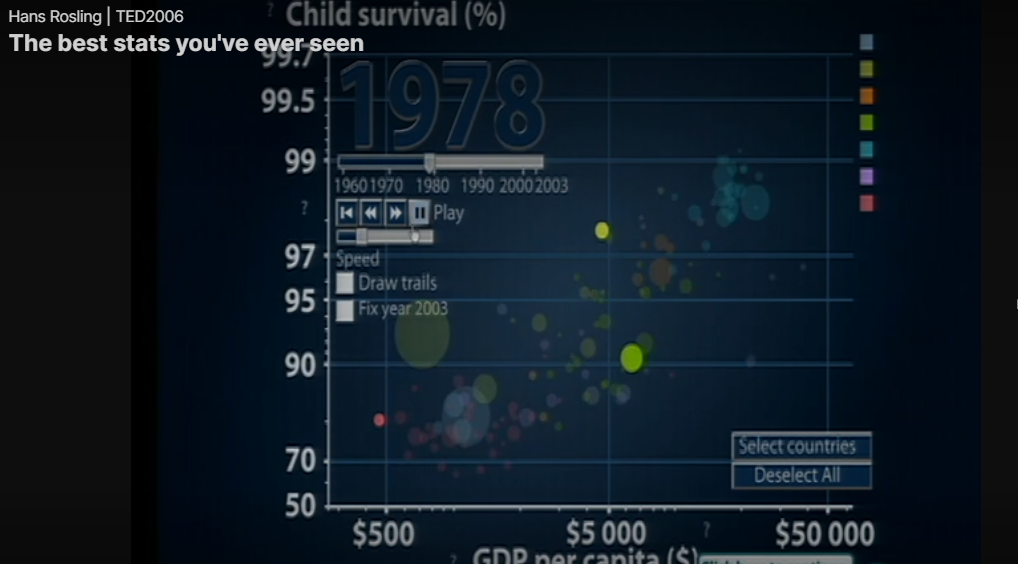 Hans Rosling | TED2006
The best stats you've ever seen
? Child survival (%)
99.7
1978
99.5
99
1960 1970 1980 1990 2000 2003
?
Play
97
Speed
Draw trails
95
Fix year 2003
90
Select countries
70
Deselect All
50
$500 $5 000 ? $50 000
? GDP per capita ($)